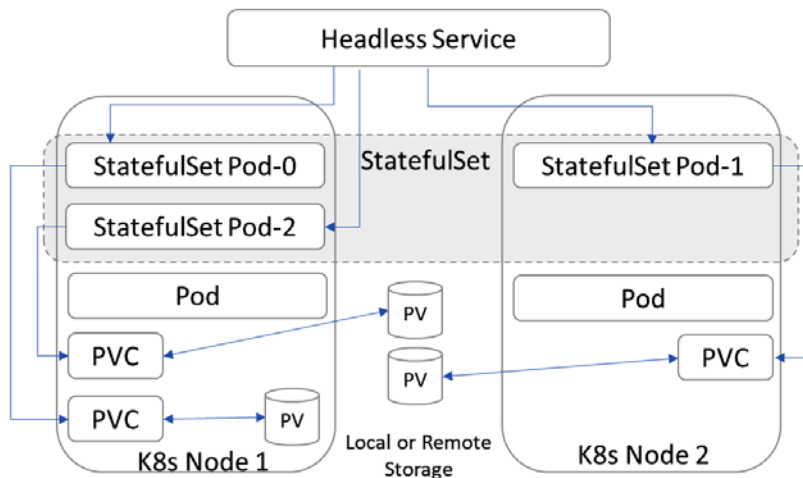 Headless Service
StatefulSet Pod-0
StatefulSet
StatefulSet Pod-1
StatefulSet Pod-2
Pod
Pod
PV
PVC
PV
PVC
PVC
PV
Local or Remote
Storage
K8s Node 1
K8s Node 2